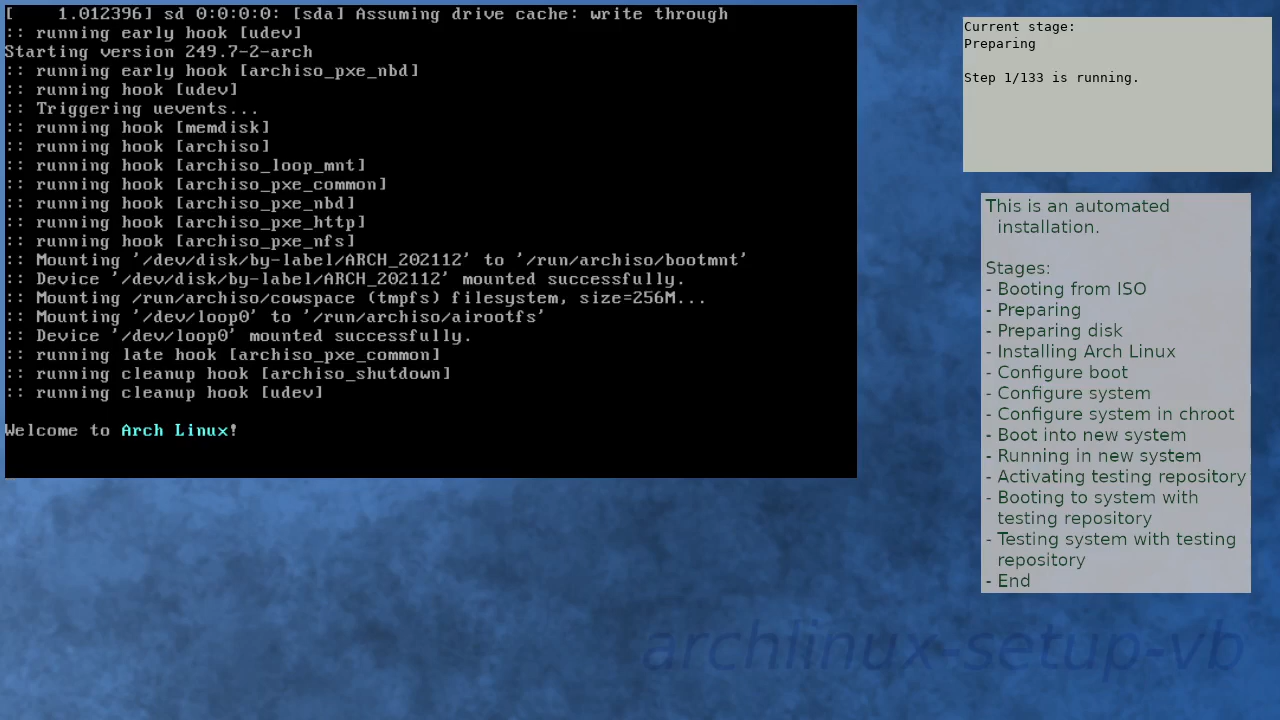 [    1.012396] sd 0:0:0:0: [sda] Assuming drive cache: write through
:: running early hook [udev]
Starting version 249.7-2-arch
:: running early hook [archiso_pxe_nbd]
:: running hook [udev]
:: Triggering uevents...
:: running hook [memdisk]
:: running hook [archiso]
:: running hook [archiso_loop_mnt]
:: running hook [archiso_pxe_common]
:: running hook [archiso_pxe_nbd]
:: running hook [archiso_pxe_http]
:: running hook [archiso_pxe_nfs]
:: Mounting '/dev/disk/by-label/ARCH_202112' to '/run/archiso/bootmnt'
:: Device '/dev/disk/by-label/ARCH_202112' mounted successfully.
:: Mounting /run/archiso/cowspace (tmpfs) filesystem, size=256M...
:: Mounting '/dev/loop0' to '/run/archiso/airootfs'
:: Device '/dev/loop0' mounted successfully.
:: running late hook [archiso_pxe_common]
:: running cleanup hook [archiso_shutdown]
:: running cleanup hook [udev]
Welcome to Arch Linux!
Current stage:
Preparing
Step 1/133 is running.
This is an automated
installation.
Stages:
- Booting from ISO
- Preparing
- Preparing disk
- Installing Arch Linux
- Configure boot
- Configure system
- Configure system in chroot
- Boot into new system
- Running in new system
- Activating testing repository
- Booting to system with
testing repository
- Testing system with testing
repository
- End
archlinux-setup-vb